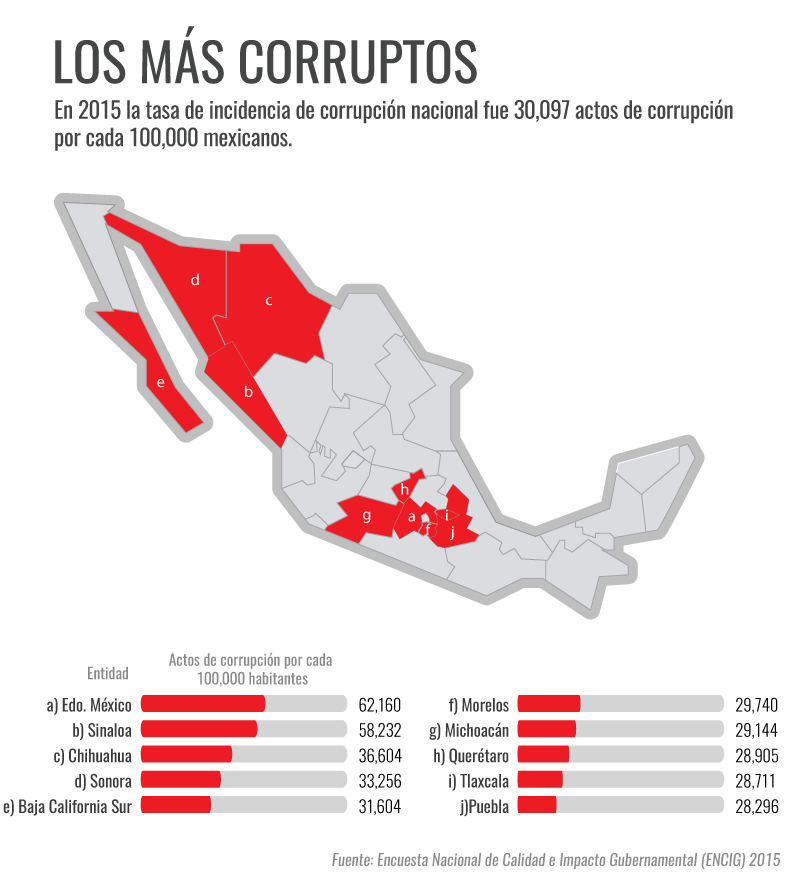 LOS MÁS CORRUPTOS
En 2015 la tasa de incidencia de corrupción nacional fue 30,097 actos de corrupción
por cada 100,000 mexicanos.
d
c
e
b
h
g
a
i
f
j
Entidad
Actos de corrupción por cada
100,000 habitantes
a) Edo. México 62,160
b) Sinaloa 58,232
c) Chihuahua 36,604
d) Sonora 33,256
e) Baja California Sur 31,604
f) Morelos 29,740
g) Michoacán 29,144
h) Querétaro 28,905
i) Tlaxcala 28,711
j)Puebla 28,296
Fuente: Encuesta Nacional de Calidad e Impacto Gubernamental (ENCIG) 2015